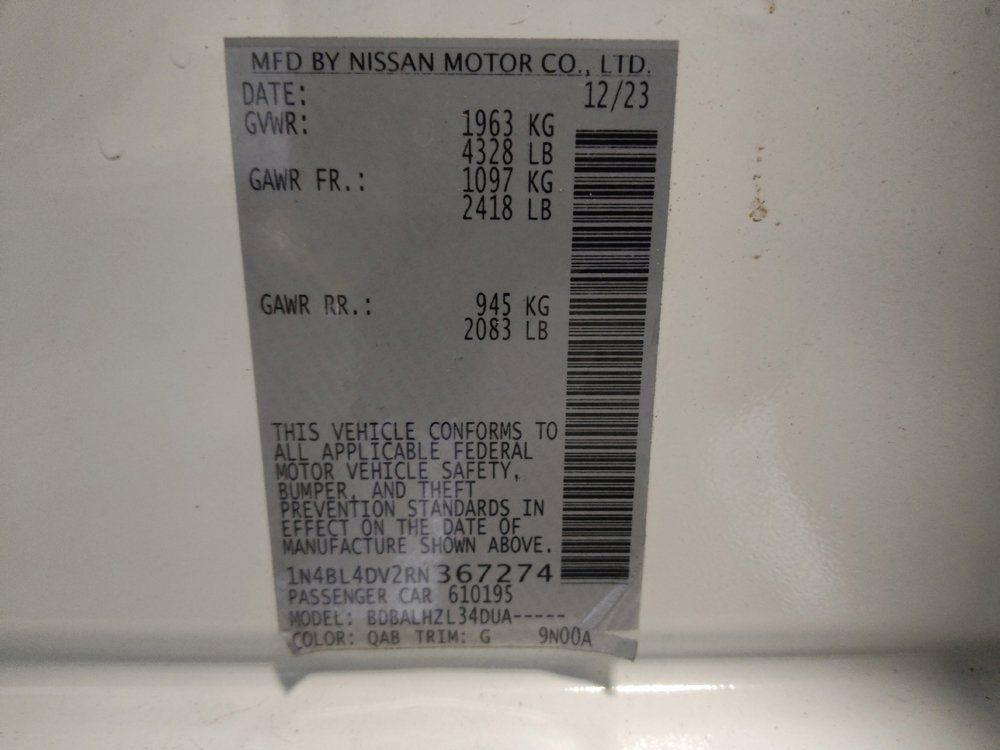 MFD BY NISSAN MOTOR CO., LTD.
DATE: 12/23
GVWR: 1963 KG
4328 LB
GAWR FR.: 1097 KG
2418 LB
GAWR RR.: 945 KG
2083 LB
THIS VEHICLE CONFORMS TO
ALL APPLICABLE FEDERAL
MOTOR VEHICLE SAFETY,
BUMPER, AND THEFT
PREVENTION STANDARDS IN
EFFECT ON THE DATE OF
MANUFACTURE SHOWN ABOVE.
1N4BL4DV2RN367274
PASSENGER CAR 610195
MODEL: BDBALHZL34DUA-----
COLOR: QAB TRIM: G 9N00A